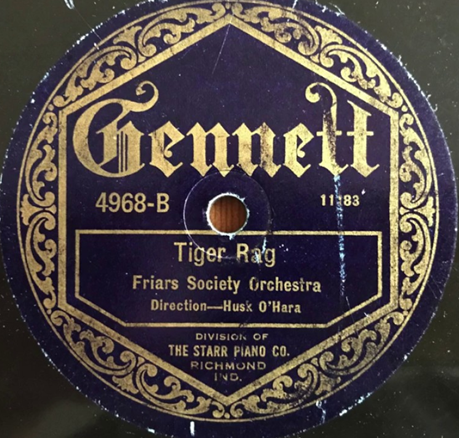 Gennett
4968-B 11183
Tiger Rag
Friars Society Orchestra
Direction—Husk O'Hara
DIVISION OF
THE STARR PIANO CO.
RICHMOND
IND.